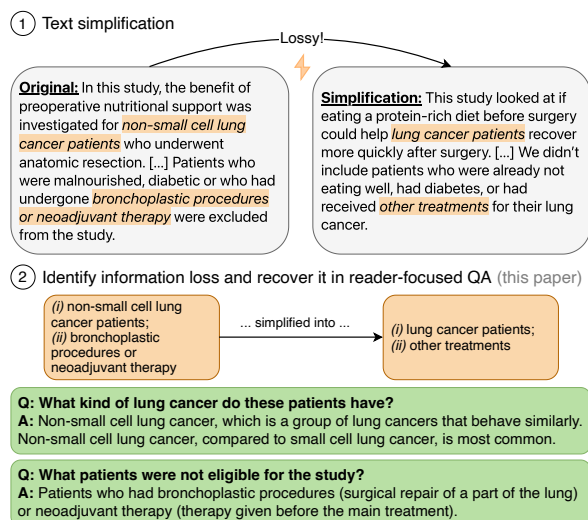 1 Text simplification
Lossy!
Original: In this study, the benefit of
preoperative nutritional support was
investigated for non-small cell lung
cancer patients who underwent
anatomic resection. [...] Patients who
were malnourished, diabetic or who had
undergone bronchoplastic procedures
or neoadjuvant therapy were excluded
from the study.
Simplification: This study looked at if
eating a protein-rich diet before surgery
could help lung cancer patients recover
more quickly after surgery. [...] We didn't
include patients who were already not
eating well, had diabetes, or had
received other treatments for their lung
cancer.
2 Identify information loss and recover it in reader-focused QA (this paper)
(i) non-small cell lung
cancer patients;
(ii) bronchoplastic
procedures or
neoadjuvant therapy
... simplified into ...
(i) lung cancer patients;
(ii) other treatments
Q: What kind of lung cancer do these patients have?
A: Non-small cell lung cancer, which is a group of lung cancers that behave similarly.
Non-small cell lung cancer, compared to small cell lung cancer, is most common.
Q: What patients were not eligible for the study?
A: Patients who had bronchoplastic procedures (surgical repair of a part of the lung)
or neoadjuvant therapy (therapy given before the main treatment).